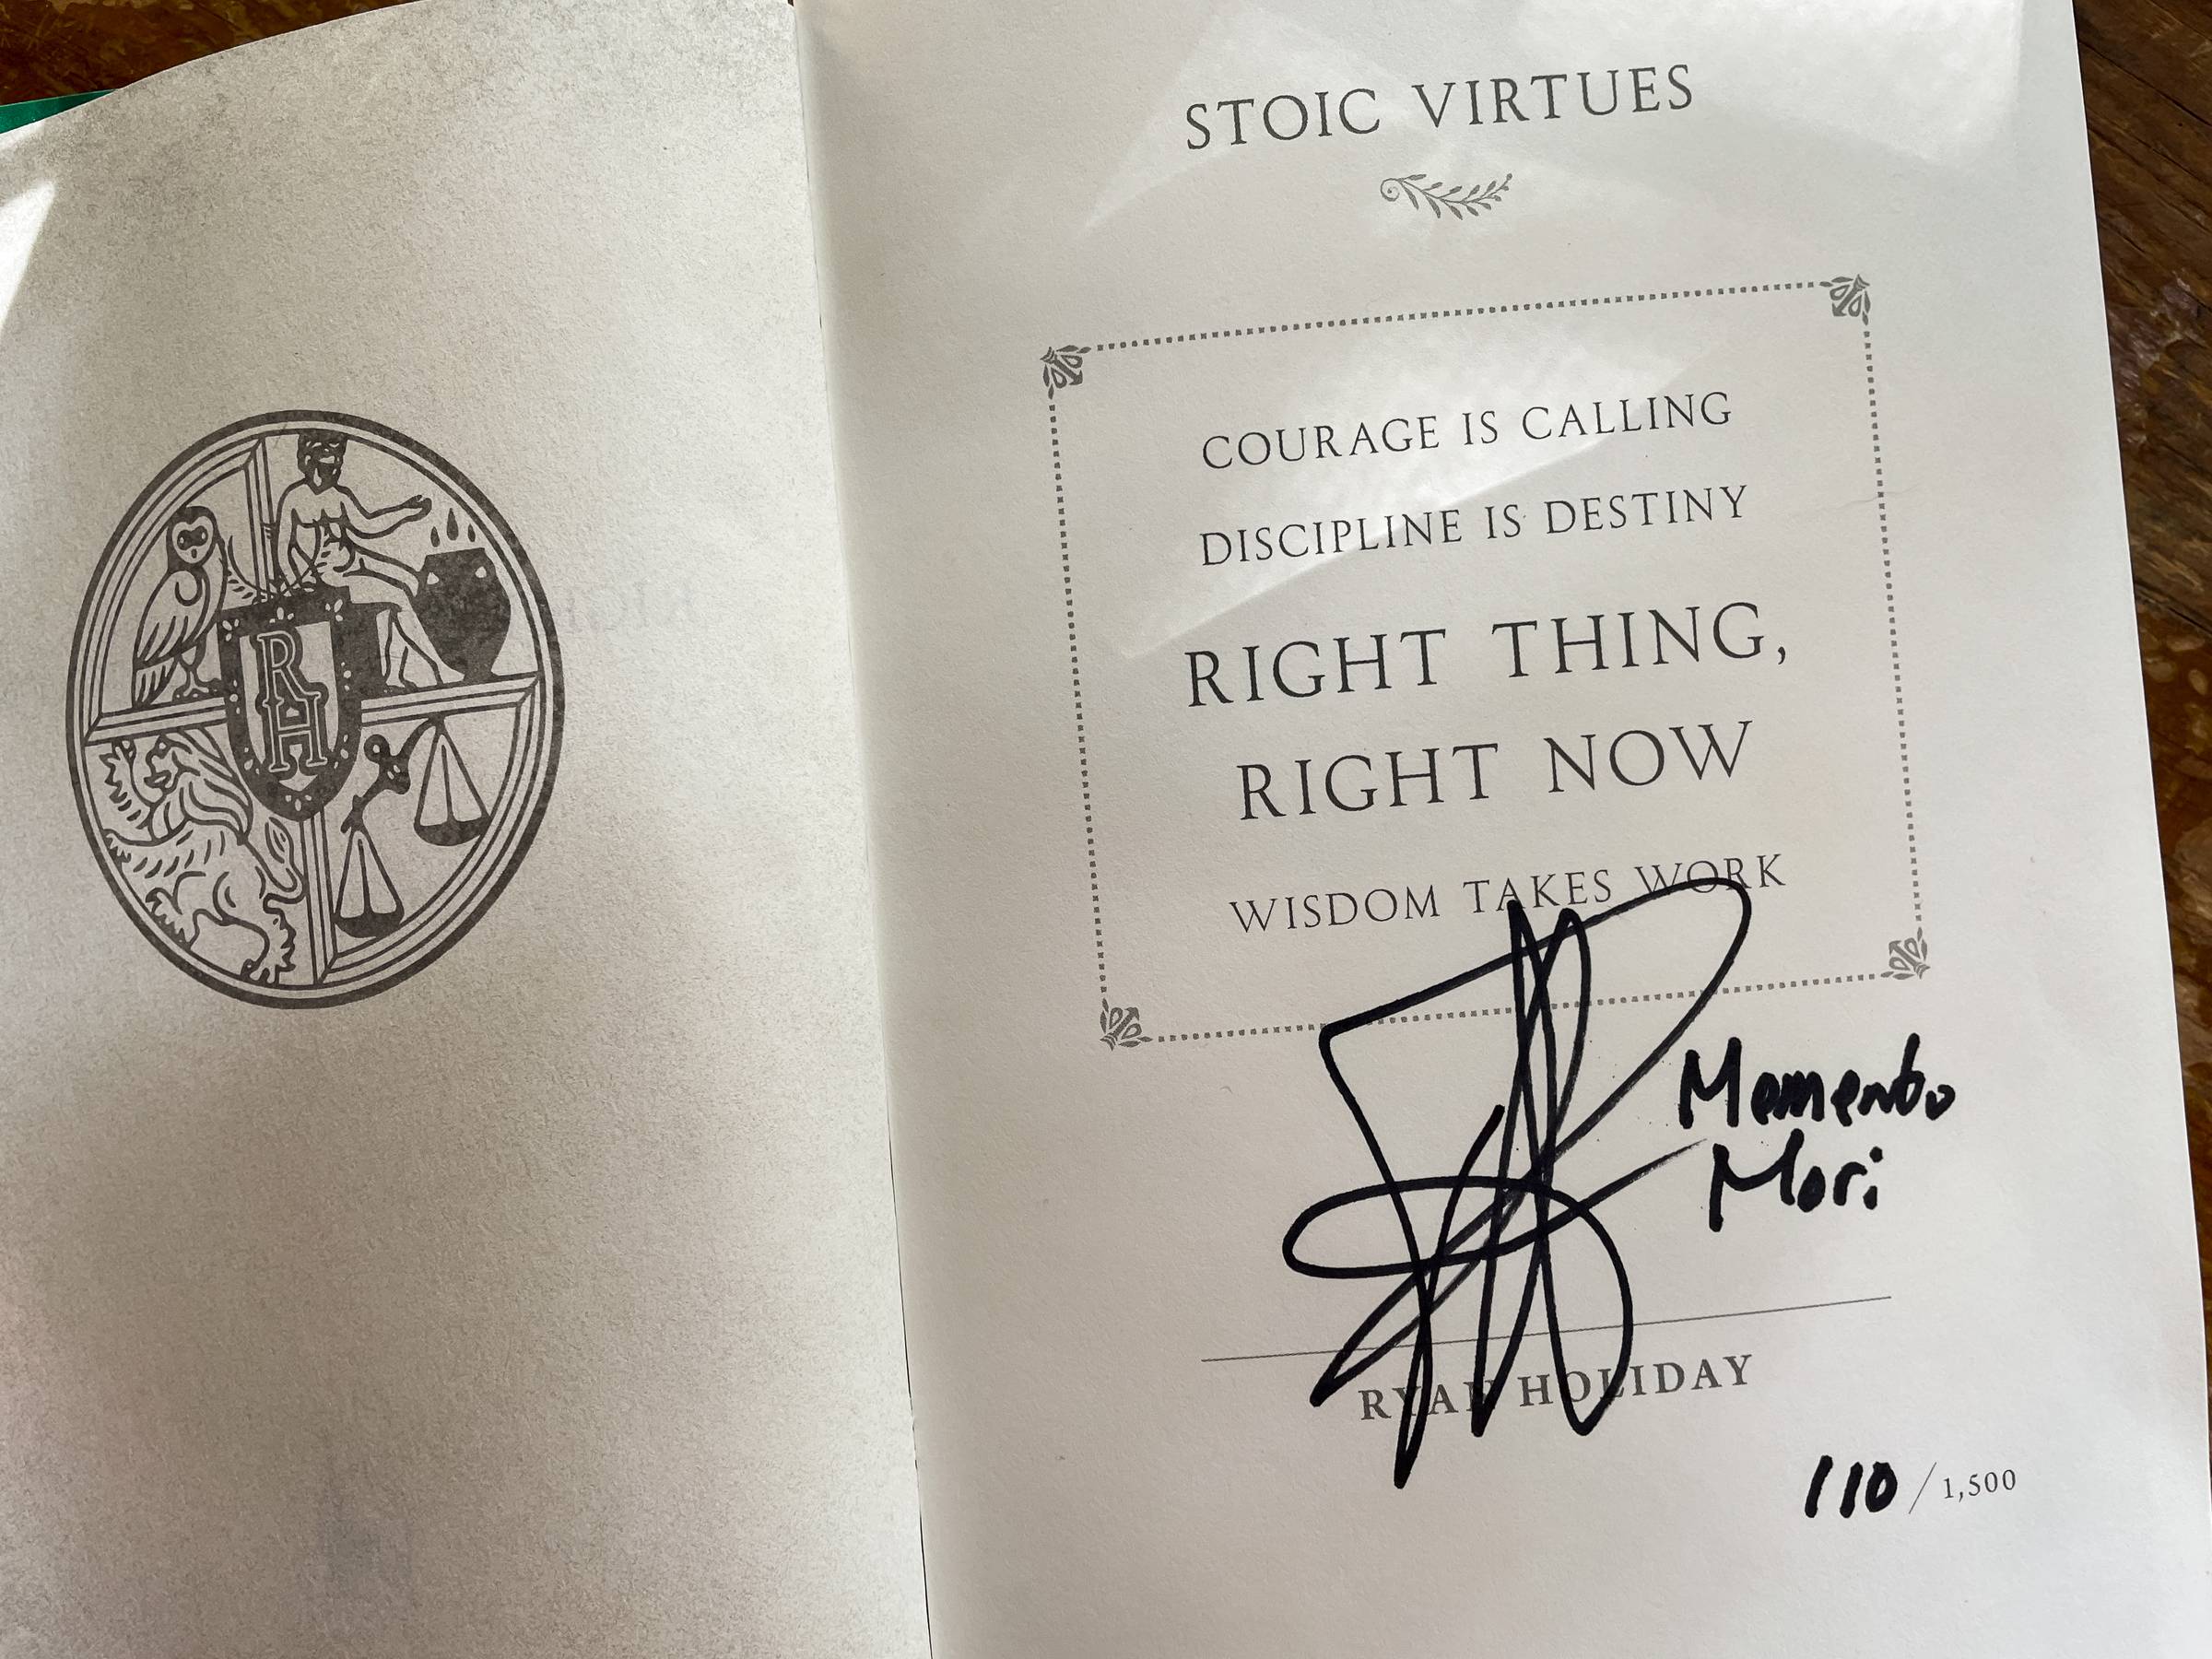 R
H
STOIC VIRTUES
COURAGE IS CALLING
DISCIPLINE IS DESTINY
RIGHT THING,
RIGHT NOW
WISDOM TAKES WORK
Memento
Mori
RYAN HOLIDAY
110 / 1,500